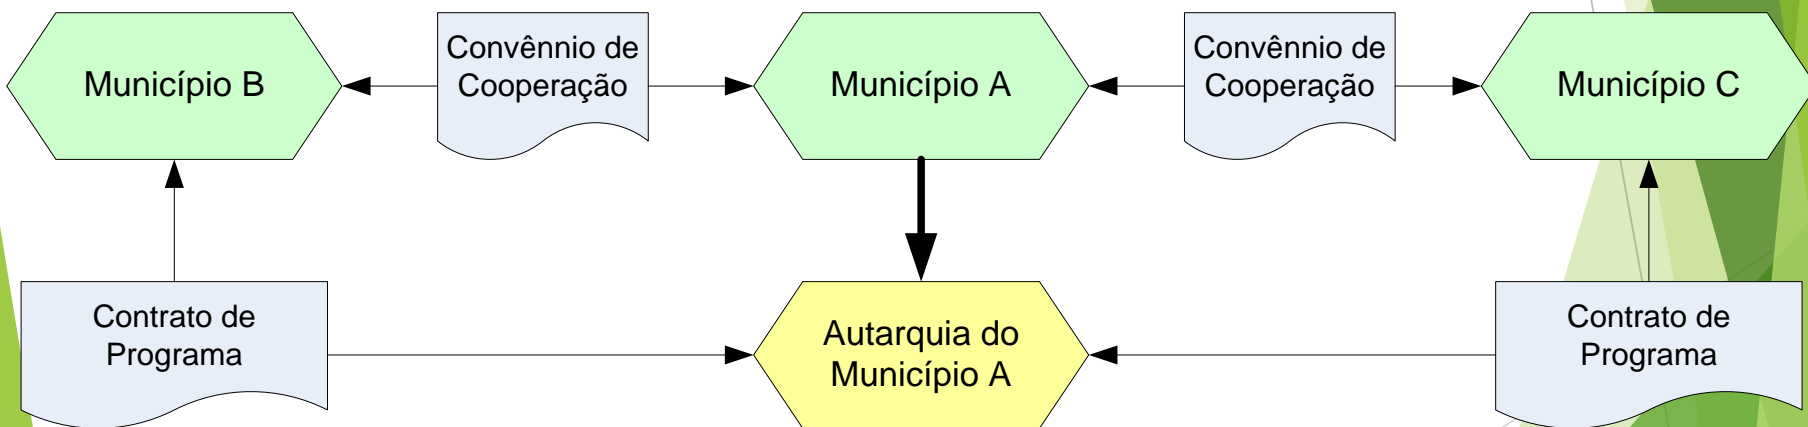 Município B
Convênnio de
Cooperação
Município A
Convênnio de
Cooperação
Município C
Contrato de
Programa
Autarquia do
Município A
Contrato de
Programa